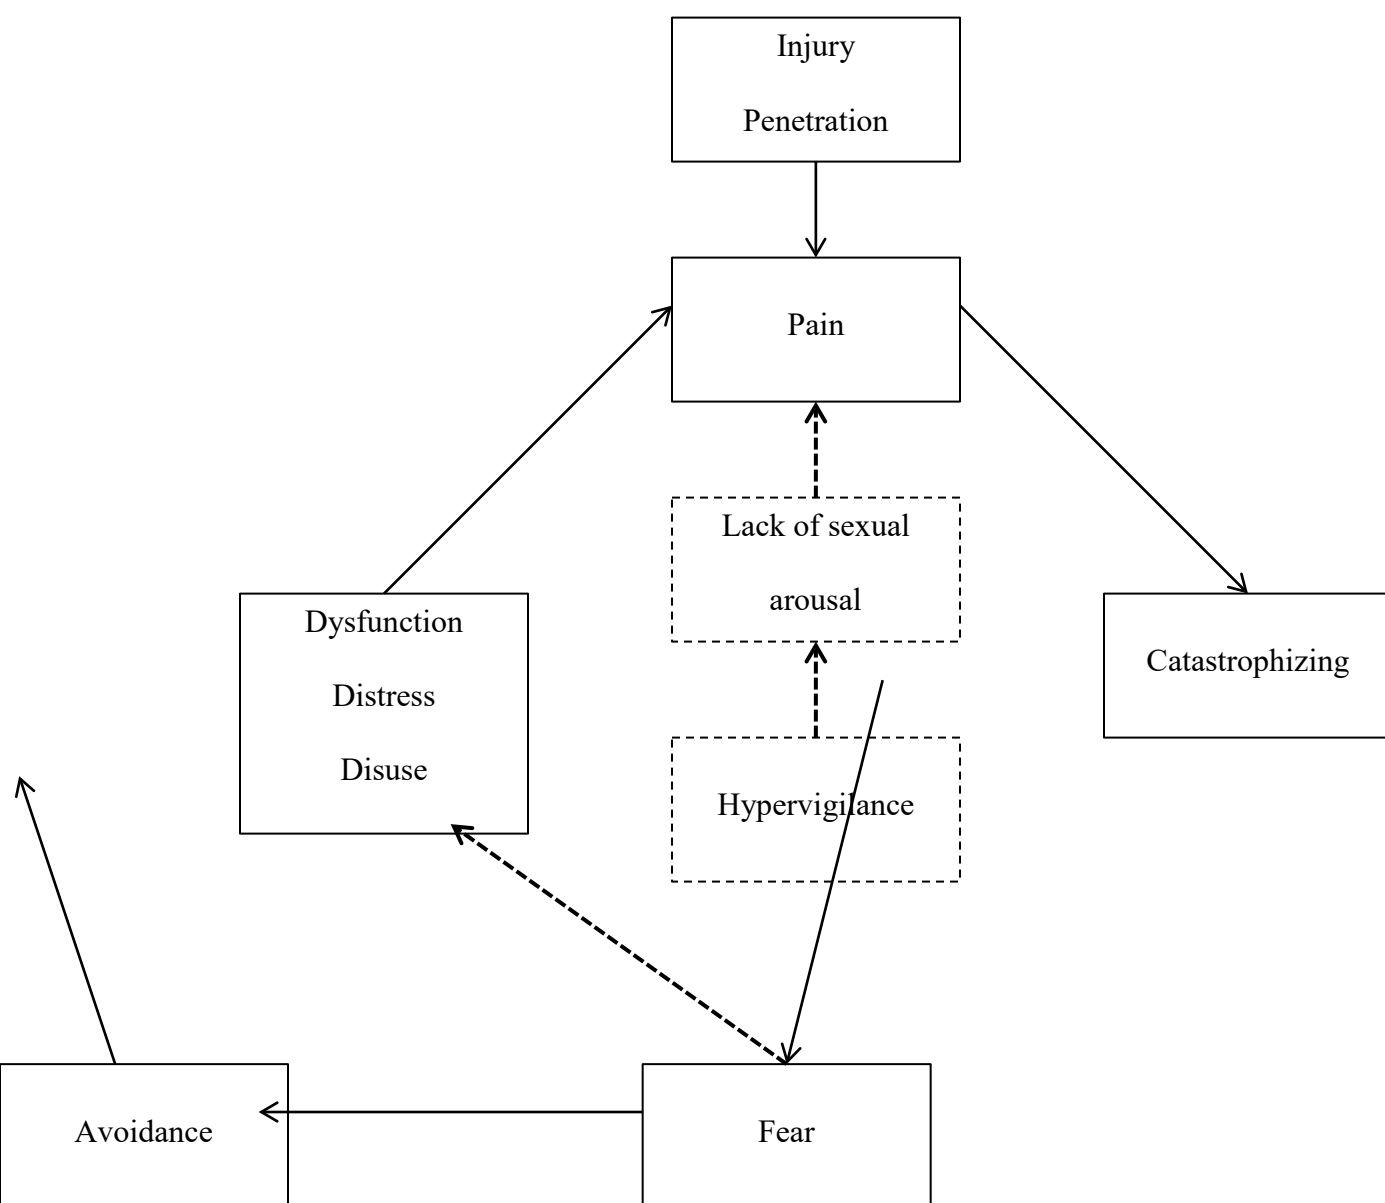 Injury
Penetration
Pain
Lack of sexual
arousal
Dysfunction
Distress
Disuse
Catastrophizing
Hypervigilance
Avoidance
Fear